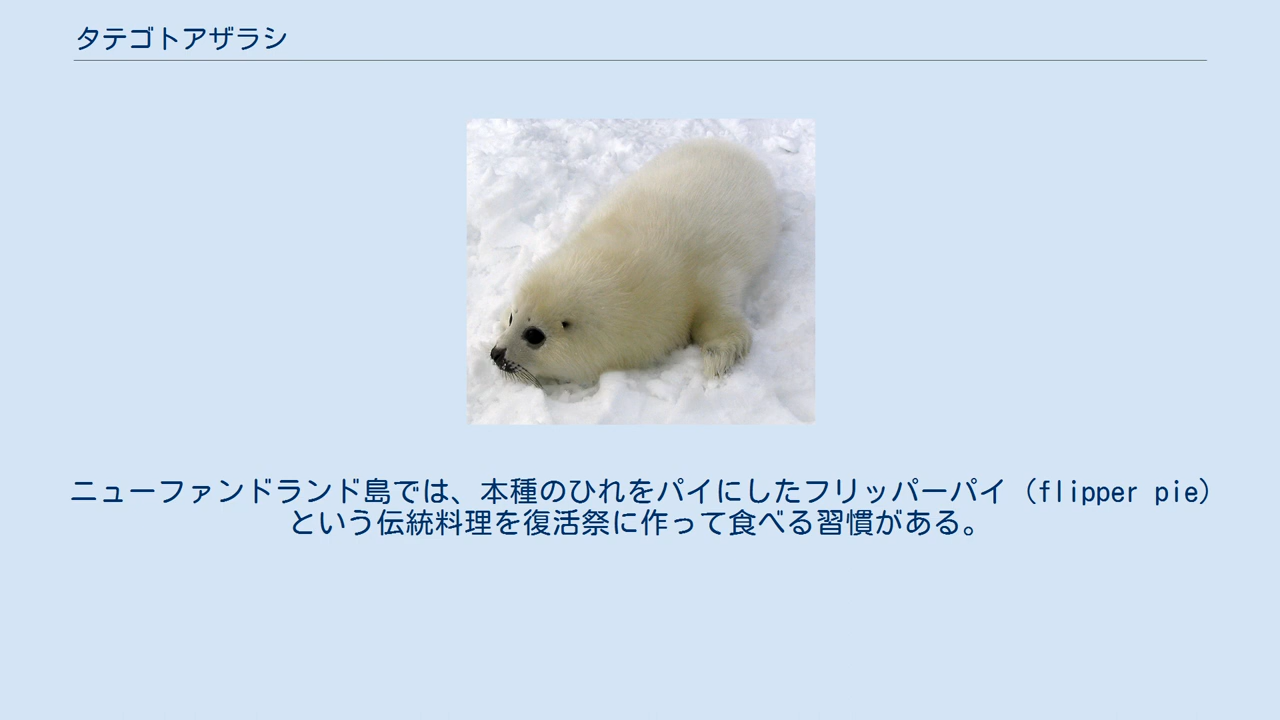 タテゴトアザラシ
ニューファンドランド島では、本種のひれをパイにしたフリッパーパイ（flipper pie）
という伝統料理を復活祭に作って食べる習慣がある。